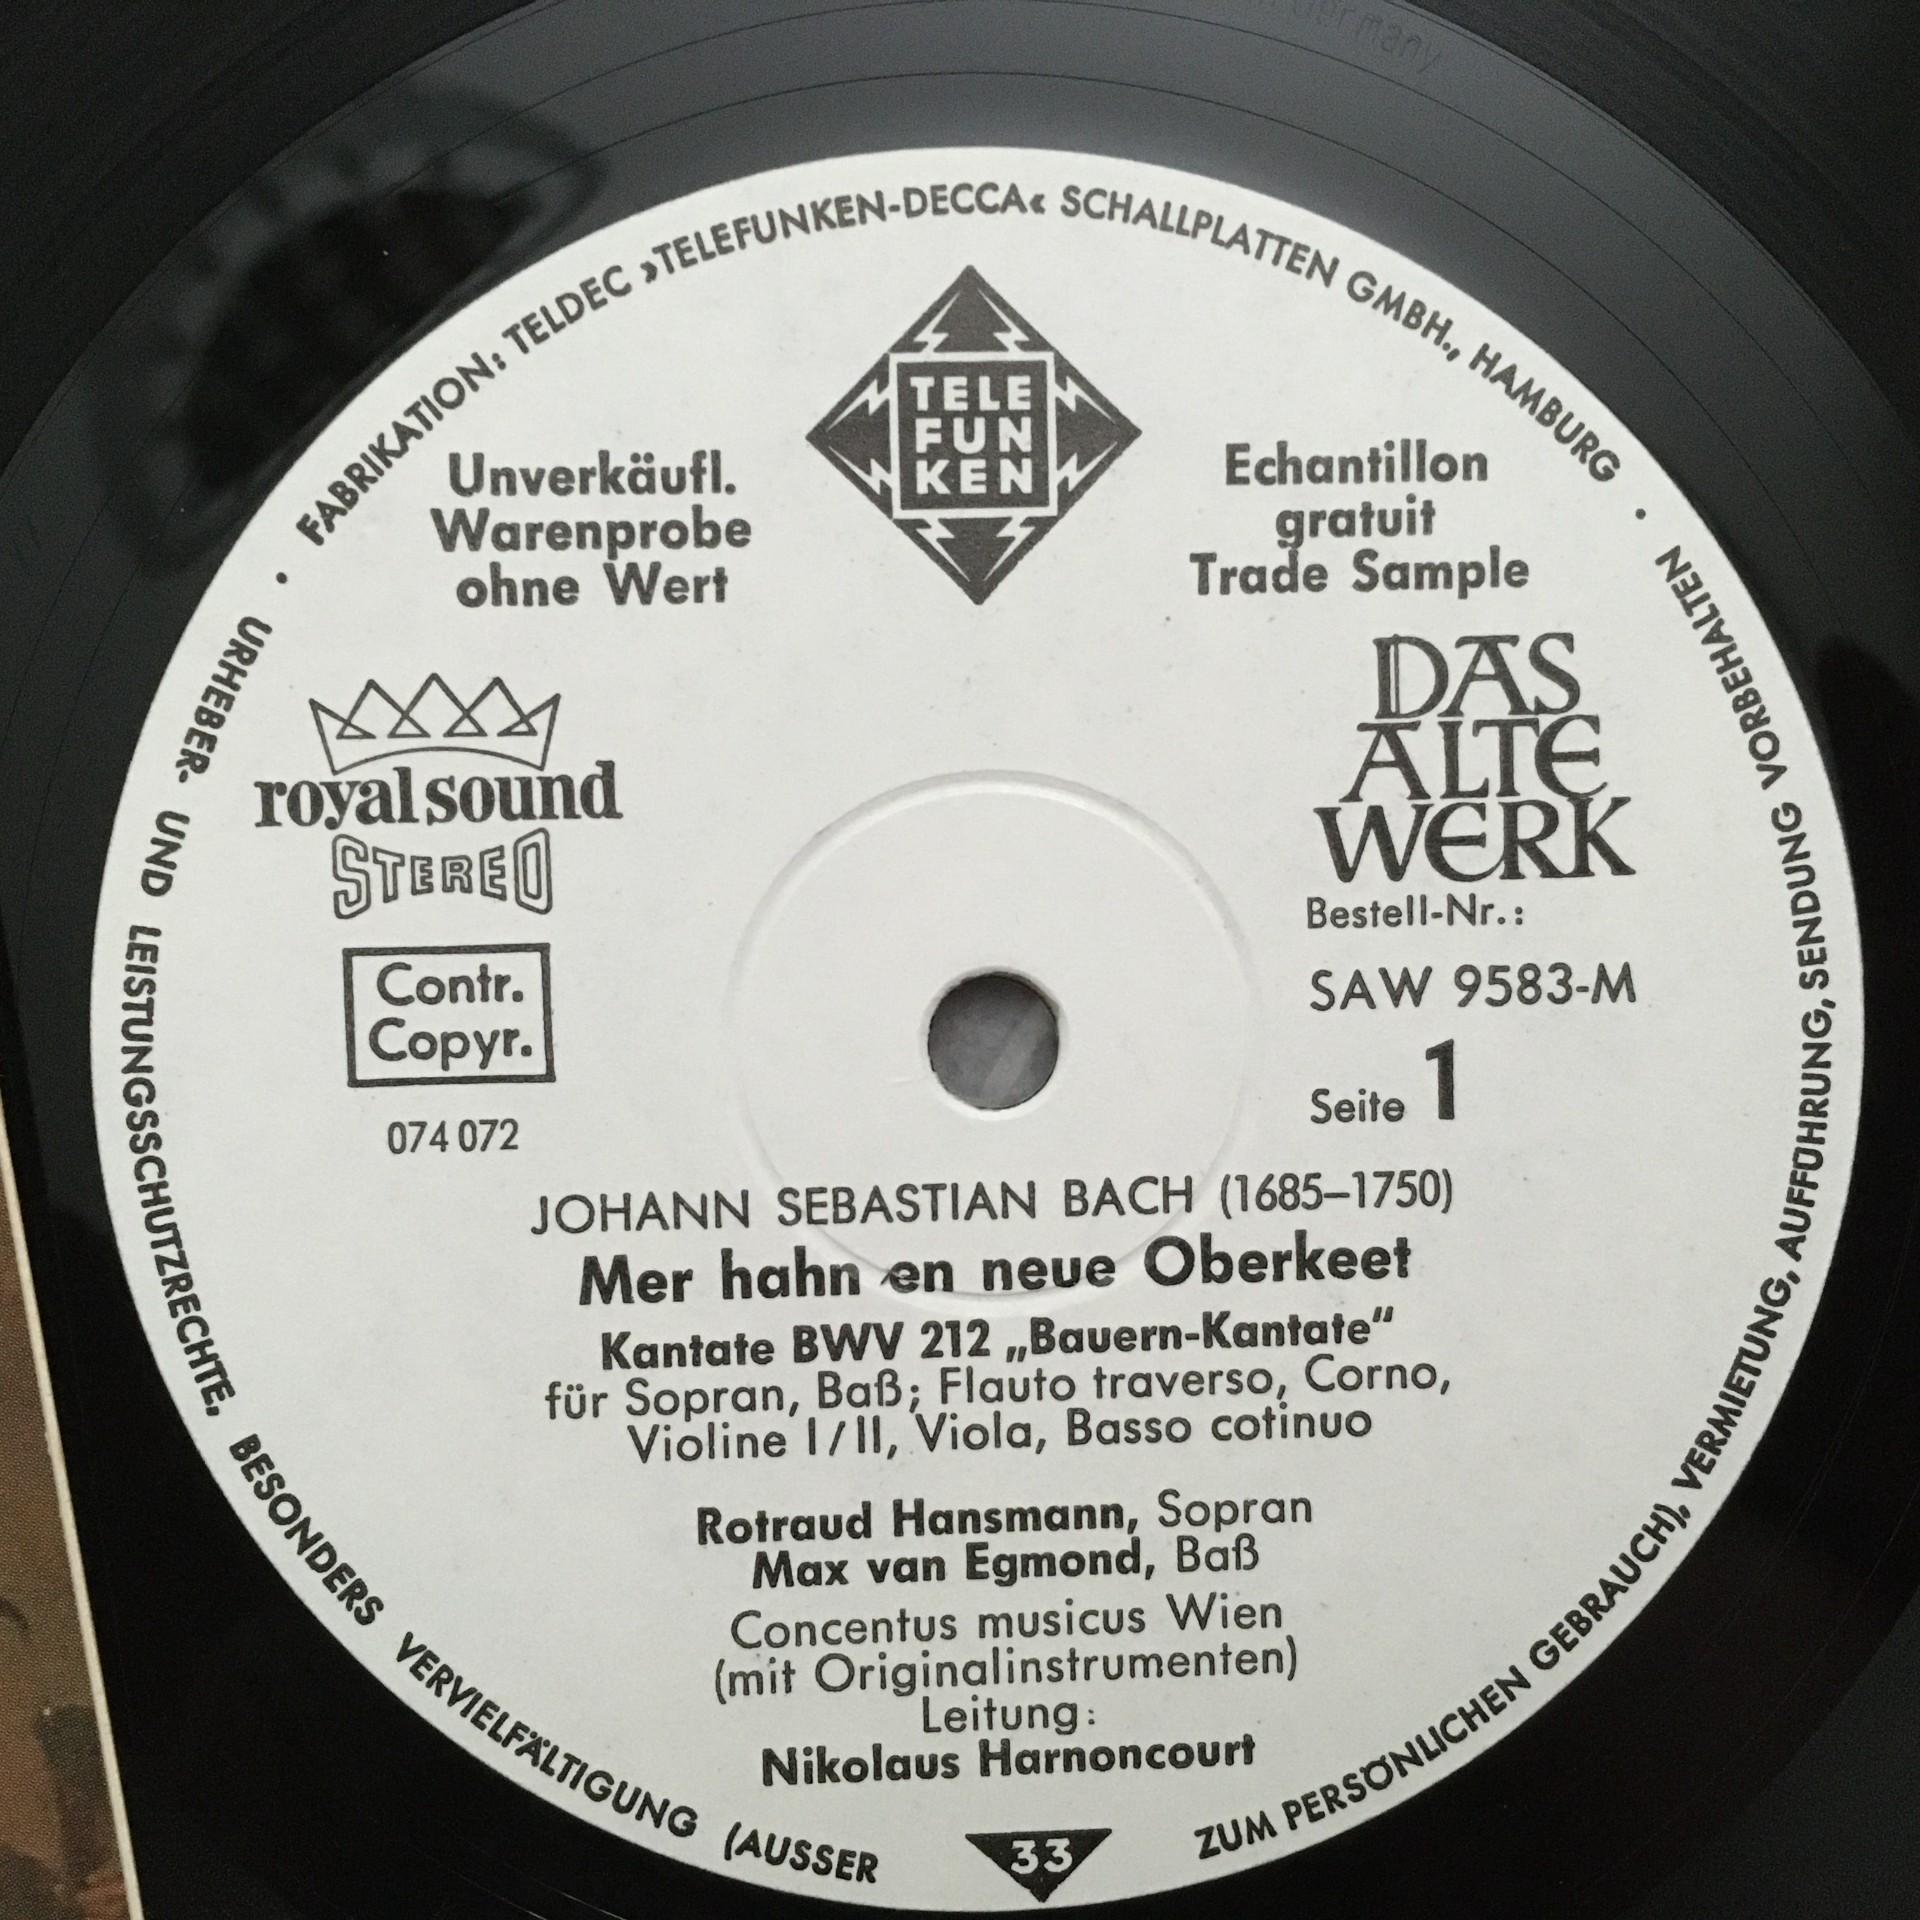 Germany
FABRIKATION: TELDEC »TELEFUNKEN-DECCA« SCHALLPLATTEN GMBH., HAMBURG ·
TELE
FUN
KEN
Unverkäufl.
Warenprobe
ohne Wert
Echantillon
gratuit
Trade Sample
royal sound
STEREO
DAS
ALTE
WERK
Bestell-Nr.:
SAW 9583-M
Seite 1
Contr.
Copyr.
074 072
JOHANN SEBASTIAN BACH (1685–1750)
Mer hahn en neue Oberkeet
Kantate BWV 212 „Bauern-Kantate“
für Sopran, Baß; Flauto traverso, Corno,
Violine I/II, Viola, Basso cotinuo
Rotraud Hansmann, Sopran
Max van Egmond, Baß
Concentus musicus Wien
(mit Originalinstrumenten)
Leitung:
Nikolaus Harnoncourt
33
· URHEBER- UND LEISTUNGSSCHUTZRECHTE, BESONDERS VERVIELFÄLTIGUNG (AUSSER ZUM PERSÖNLICHEN GEBRAUCH), VERMIETUNG, AUFFÜHRUNG, SENDUNG VORBEHALTEN